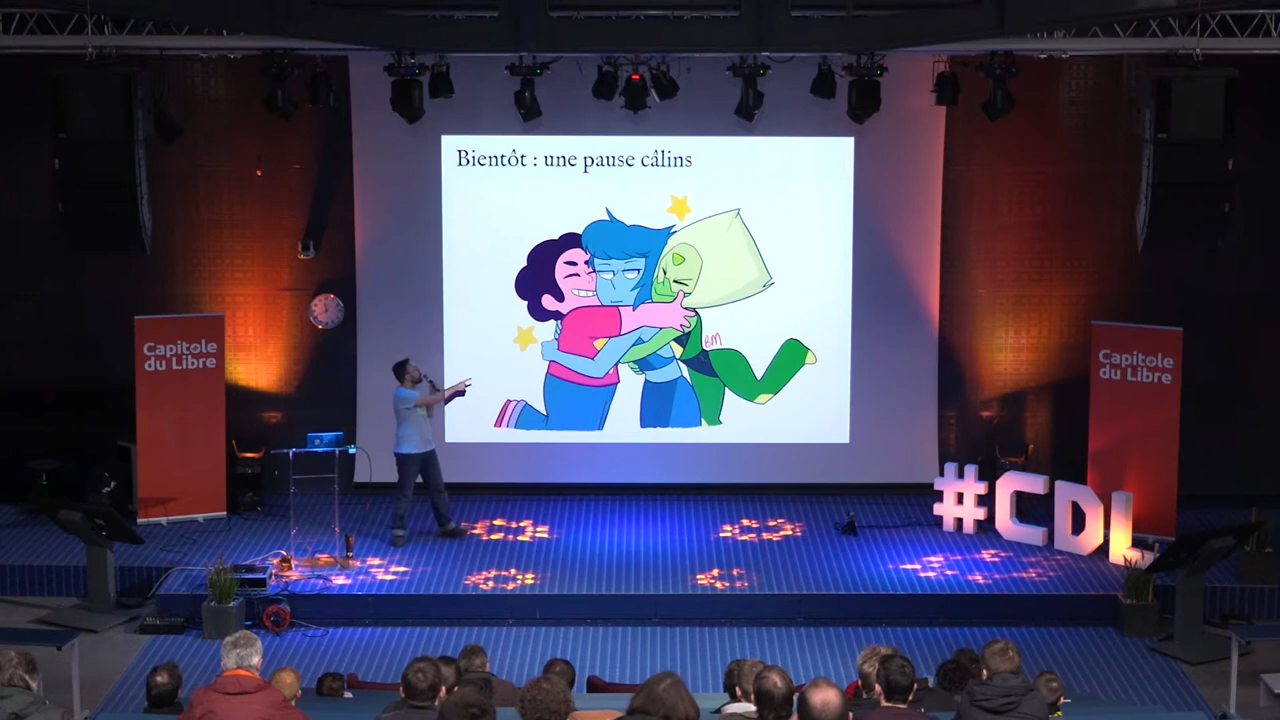 Bientôt : une pause câlins
BM
Capitole
du Libre
Capitole
du Libre
#CDL